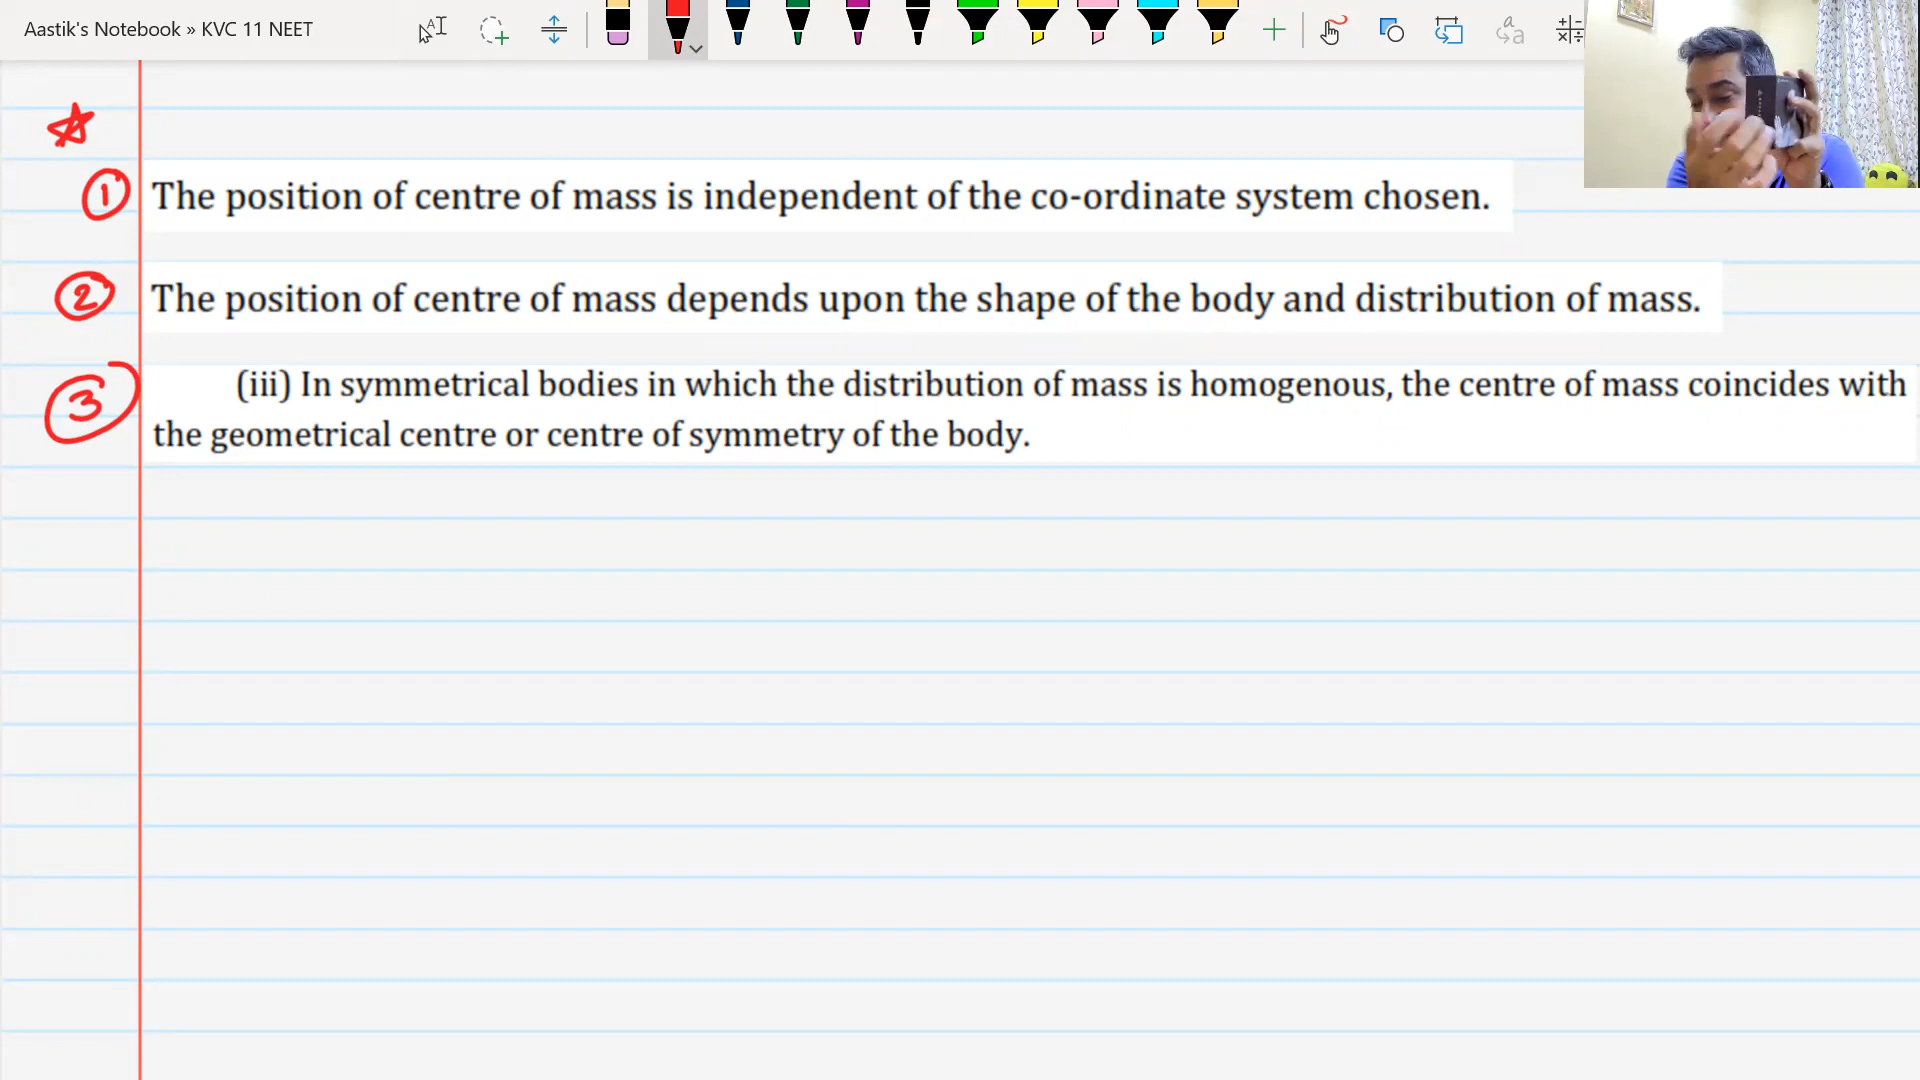 Aastik's Notebook » KVC 11 NEET
① The position of centre of mass is independent of the co-ordinate system chosen.
② The position of centre of mass depends upon the shape of the body and distribution of mass.
③ (iii) In symmetrical bodies in which the distribution of mass is homogenous, the centre of mass coincides with
the geometrical centre or centre of symmetry of the body.